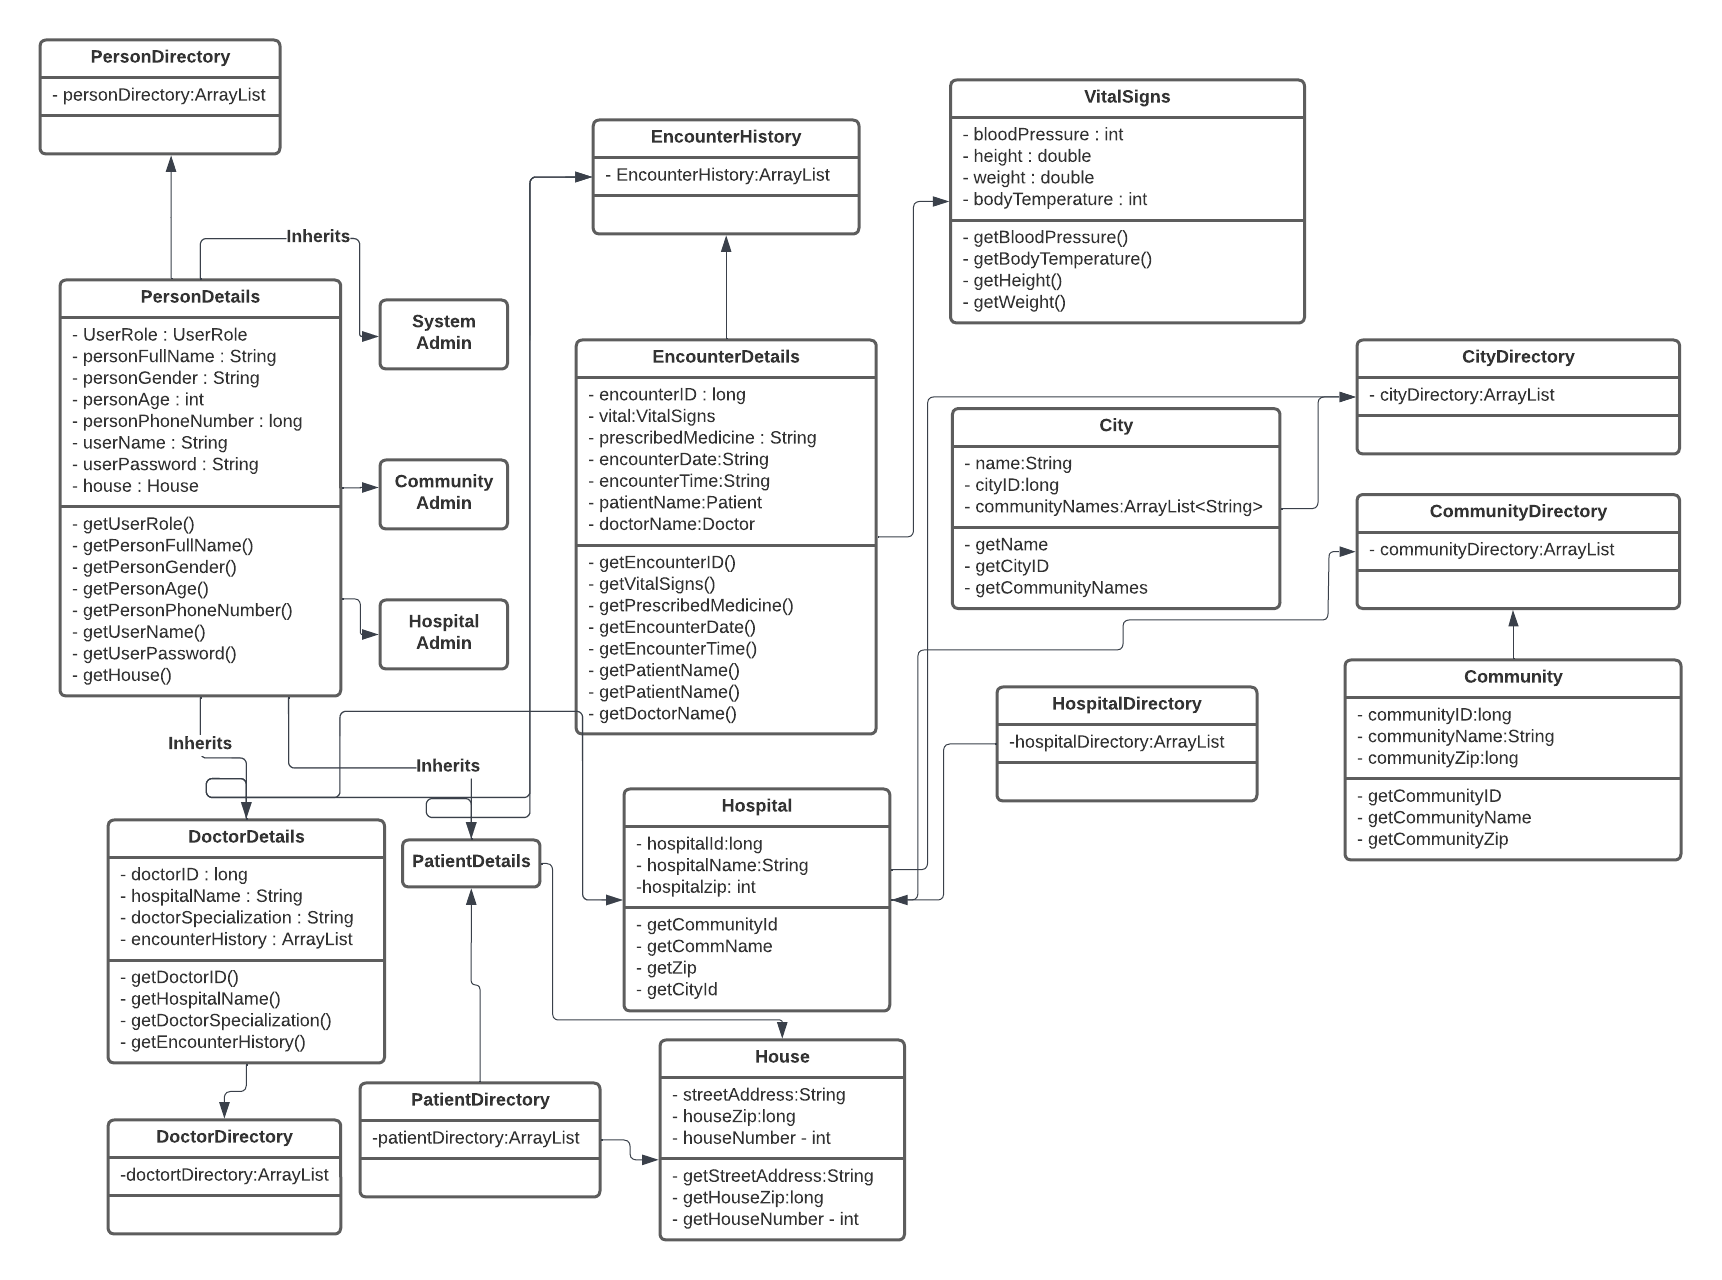 PersonDirectory
- personDirectory:ArrayList
Inherits
PersonDetails
- UserRole : UserRole
- personFullName : String
- personGender : String
- personAge : int
- personPhoneNumber : long
- userName : String
- userPassword : String
- house : House
- getUserRole()
- getPersonFullName()
- getPersonGender()
- getPersonAge()
- getPersonPhoneNumber()
- getUserName()
- getUserPassword()
- getHouse()
System
Admin
Community
Admin
Hospital
Admin
EncounterHistory
- EncounterHistory:ArrayList
EncounterDetails
- encounterID : long
- vital:VitalSigns
- prescribedMedicine : String
- encounterDate:String
- encounterTime:String
- patientName:Patient
- doctorName:Doctor
- getEncounterID()
- getVitalSigns()
- getPrescribedMedicine()
- getEncounterDate()
- getEncounterTime()
- getPatientName()
- getPatientName()
- getDoctorName()
VitalSigns
- bloodPressure : int
- height : double
- weight : double
- bodyTemperature : int
- getBloodPressure()
- getBodyTemperature()
- getHeight()
- getWeight()
City
- name:String
- cityID:long
- communityNames:ArrayList<String>
- getName
- getCityID
- getCommunityNames
CityDirectory
- cityDirectory:ArrayList
CommunityDirectory
- communityDirectory:ArrayList
Community
- communityID:long
- communityName:String
- communityZip:long
- getCommunityID
- getCommunityName
- getCommunityZip
HospitalDirectory
-hospitalDirectory:ArrayList
Inherits
Inherits
DoctorDetails
- doctorID : long
- hospitalName : String
- doctorSpecialization : String
- encounterHistory : ArrayList
- getDoctorID()
- getHospitalName()
- getDoctorSpecialization()
- getEncounterHistory()
PatientDetails
Hospital
- hospitalId:long
- hospitalName:String
-hospitalzip: int
- getCommunityId
- getCommName
- getZip
- getCityId
DoctorDirectory
-doctortDirectory:ArrayList
PatientDirectory
-patientDirectory:ArrayList
House
- streetAddress:String
- houseZip:long
- houseNumber - int
- getStreetAddress:String
- getHouseZip:long
- getHouseNumber - int